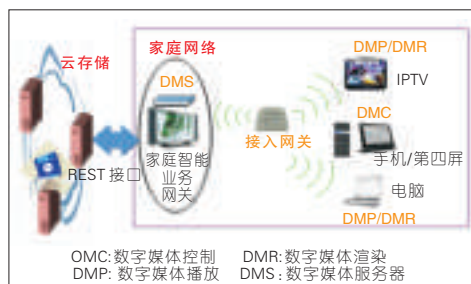 家庭网络
DMP/DMR
云存储
DMS
IPTV
DMC
接入网关
REST 接口
家庭智能
业务
网关
手机/第四屏
电脑
DMP/DMR
OMC:数字媒体控制 DMR:数字媒体渲染
DMP: 数字媒体播放 DMS:数字媒体服务器